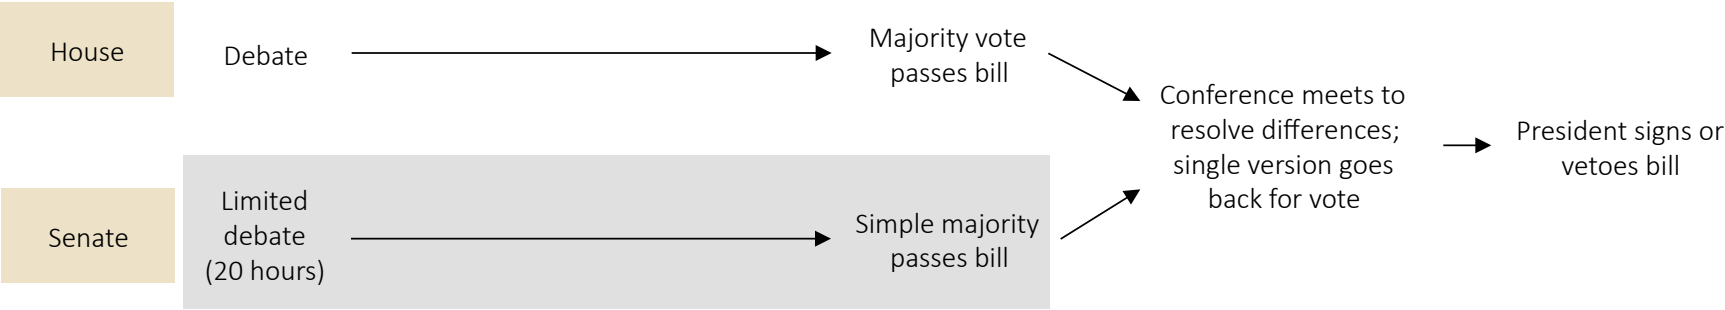 House
Debate
Majority vote
passes bill
Conference meets to
resolve differences;
single version goes
back for vote
President signs or
vetoes bill
Senate
Limited
debate
(20 hours)
Simple majority
passes bill